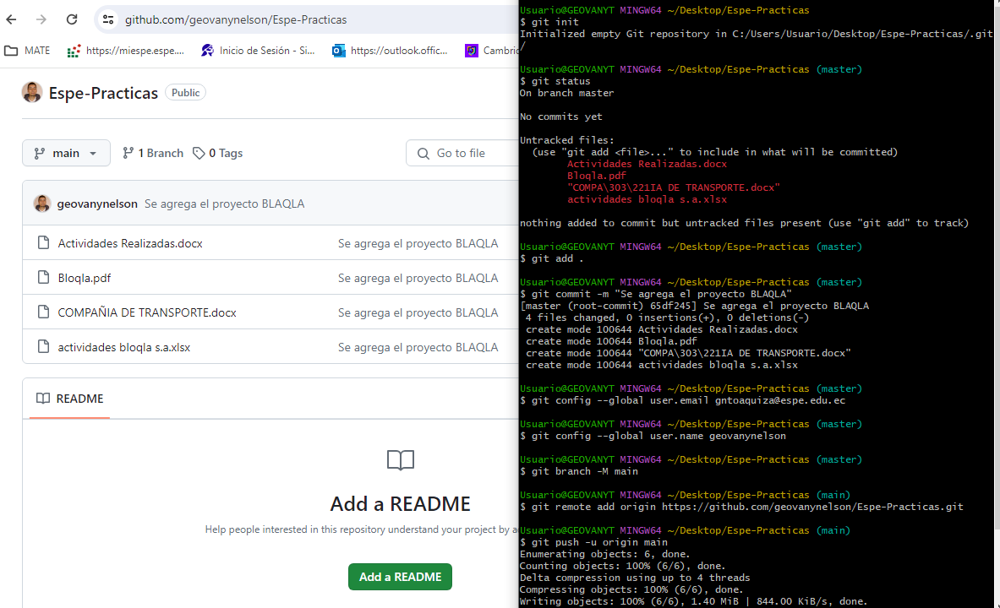 github.com/geovanynelson/Espe-Practicas
MATE
https://miespe.espe....
Inicio de Sesión - Si...
https://outlook.offic...
Cambric
Espe-Practicas
Public
main
1 Branch
0 Tags
Go to file
geovanynelson Se agrega el proyecto BLAQLA
Actividades Realizadas.docx Se agrega el proyecto BLAQLA
Bloqla.pdf Se agrega el proyecto BLAQLA
COMPAÑIA DE TRANSPORTE.docx Se agrega el proyecto BLAQLA
actividades bloqla s.a.xlsx Se agrega el proyecto BLAQLA
README
Add a README
Help people interested in this repository understand your project by a
Add a README
Usuario@GEOVANYT MINGW64 ~/Desktop/Espe-Practicas
$ git init
Initialized empty Git repository in C:/Users/Usuario/Desktop/Espe-Practicas/.git
/
Usuario@GEOVANYT MINGW64 ~/Desktop/Espe-Practicas (master)
$ git status
On branch master
No commits yet
Untracked files:
(use "git add <file>..." to include in what will be committed)
Actividades Realizadas.docx
Bloqla.pdf
"COMPA\303\221IA DE TRANSPORTE.docx"
actividades bloqla s.a.xlsx
nothing added to commit but untracked files present (use "git add" to track)
Usuario@GEOVANYT MINGW64 ~/Desktop/Espe-Practicas (master)
$ git add .
Usuario@GEOVANYT MINGW64 ~/Desktop/Espe-Practicas (master)
$ git commit -m "Se agrega el proyecto BLAQLA"
[master (root-commit) 65df245] Se agrega el proyecto BLAQLA
4 files changed, 0 insertions(+), 0 deletions(-)
create mode 100644 Actividades Realizadas.docx
create mode 100644 Bloqla.pdf
create mode 100644 "COMPA\303\221IA DE TRANSPORTE.docx"
create mode 100644 actividades bloqla s.a.xlsx
Usuario@GEOVANYT MINGW64 ~/Desktop/Espe-Practicas (master)
$ git config --global user.email gntoaquiza@espe.edu.ec
Usuario@GEOVANYT MINGW64 ~/Desktop/Espe-Practicas (master)
$ git config --global user.name geovanynelson
Usuario@GEOVANYT MINGW64 ~/Desktop/Espe-Practicas (master)
$ git branch -M main
Usuario@GEOVANYT MINGW64 ~/Desktop/Espe-Practicas (main)
$ git remote add origin https://github.com/geovanynelson/Espe-Practicas.git
Usuario@GEOVANYT MINGW64 ~/Desktop/Espe-Practicas (main)
$ git push -u origin main
Enumerating objects: 6, done.
Counting objects: 100% (6/6), done.
Delta compression using up to 4 threads
Compressing objects: 100% (6/6), done.
Writing objects: 100% (6/6), 1.40 MiB | 844.00 KiB/s, done.